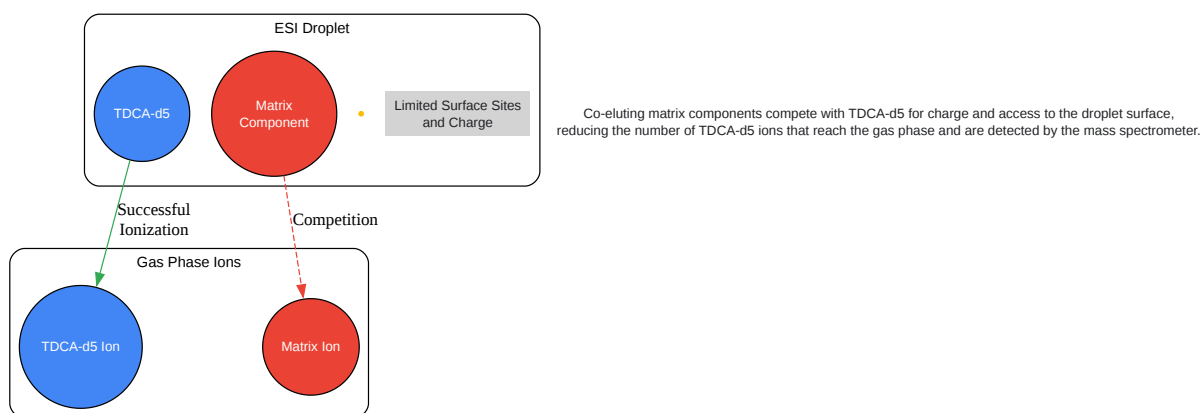 ESI Droplet
TDCA-d5
Matrix
Component
Limited Surface Sites
and Charge
Co-eluting matrix components compete with TDCA-d5 for charge and access to the droplet surface,
reducing the number of TDCA-d5 ions that reach the gas phase and are detected by the mass spectrometer.
Successful
Ionization
Competition
Gas Phase Ions
TDCA-d5 Ion
Matrix Ion